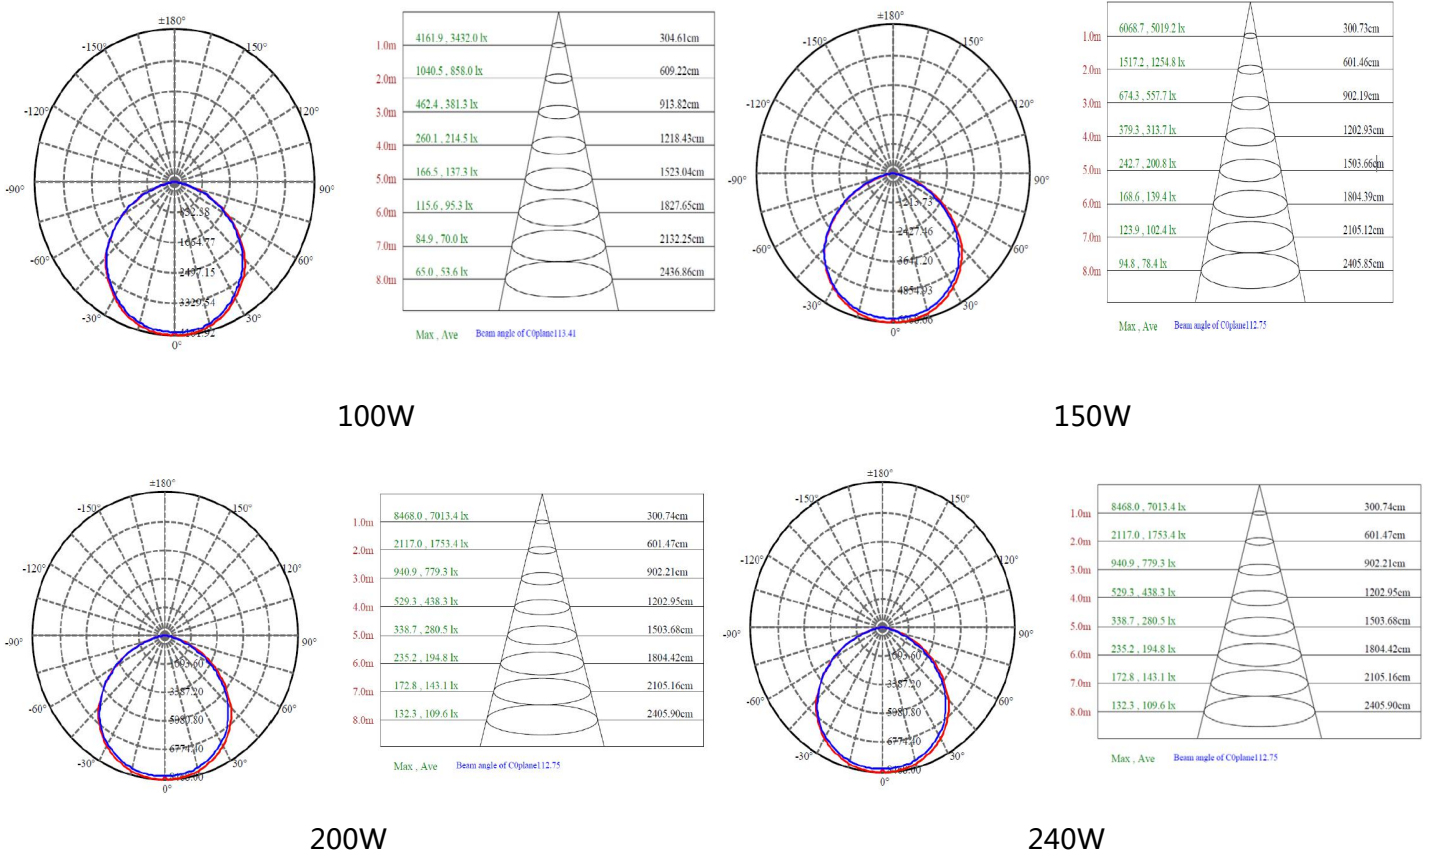 ±180°
-150°
150°
-120°
120°
-90°
90°
-60°
60°
-30°
30°
0°
832.38
1664.77
2497.15
3329.54
4161.92
1.0m 4161.9 , 3432.0 lx 304.61cm
2.0m 1040.5 , 858.0 lx 609.22cm
3.0m 462.4 , 381.3 lx 913.82cm
4.0m 260.1 , 214.5 lx 1218.43cm
5.0m 166.5 , 137.3 lx 1523.04cm
6.0m 115.6 , 95.3 lx 1827.65cm
7.0m 84.9 , 70.0 lx 2132.25cm
8.0m 65.0 , 53.6 lx 2436.86cm
Max , Ave Beam angle of C0plane113.41
100W
±180°
-150°
150°
-120°
120°
-90°
90°
-60°
60°
-30°
30°
0°
1213.73
2427.46
3641.20
4854.93
1.0m 6068.7 , 5019.2 lx 300.73cm
2.0m 1517.2 , 1254.8 lx 601.46cm
3.0m 674.3 , 557.7 lx 902.19cm
4.0m 379.3 , 313.7 lx 1202.93cm
5.0m 242.7 , 200.8 lx 1503.66cm
6.0m 168.6 , 139.4 lx 1804.39cm
7.0m 123.9 , 102.4 lx 2105.12cm
8.0m 94.8 , 78.4 lx 2405.85cm
Max , Ave Beam angle of C0plane112.75
150W
±180°
-150°
150°
-120°
120°
-90°
90°
-60°
60°
-30°
30°
0°
1693.60
3387.20
5080.80
6774.40
8468.00
1.0m 8468.0 , 7013.4 lx 300.74cm
2.0m 2117.0 , 1753.4 lx 601.47cm
3.0m 940.9 , 779.3 lx 902.21cm
4.0m 529.3 , 438.3 lx 1202.95cm
5.0m 338.7 , 280.5 lx 1503.68cm
6.0m 235.2 , 194.8 lx 1804.42cm
7.0m 172.8 , 143.1 lx 2105.16cm
8.0m 132.3 , 109.6 lx 2405.90cm
Max , Ave Beam angle of C0plane112.75
200W
±180°
-150°
150°
-120°
120°
-90°
90°
-60°
60°
-30°
30°
0°
1693.60
3387.20
5080.80
6774.40
8468.00
1.0m 8468.0 , 7013.4 lx 300.74cm
2.0m 2117.0 , 1753.4 lx 601.47cm
3.0m 940.9 , 779.3 lx 902.21cm
4.0m 529.3 , 438.3 lx 1202.95cm
5.0m 338.7 , 280.5 lx 1503.68cm
6.0m 235.2 , 194.8 lx 1804.42cm
7.0m 172.8 , 143.1 lx 2105.16cm
8.0m 132.3 , 109.6 lx 2405.90cm
Max , Ave Beam angle of C0plane112.75
240W